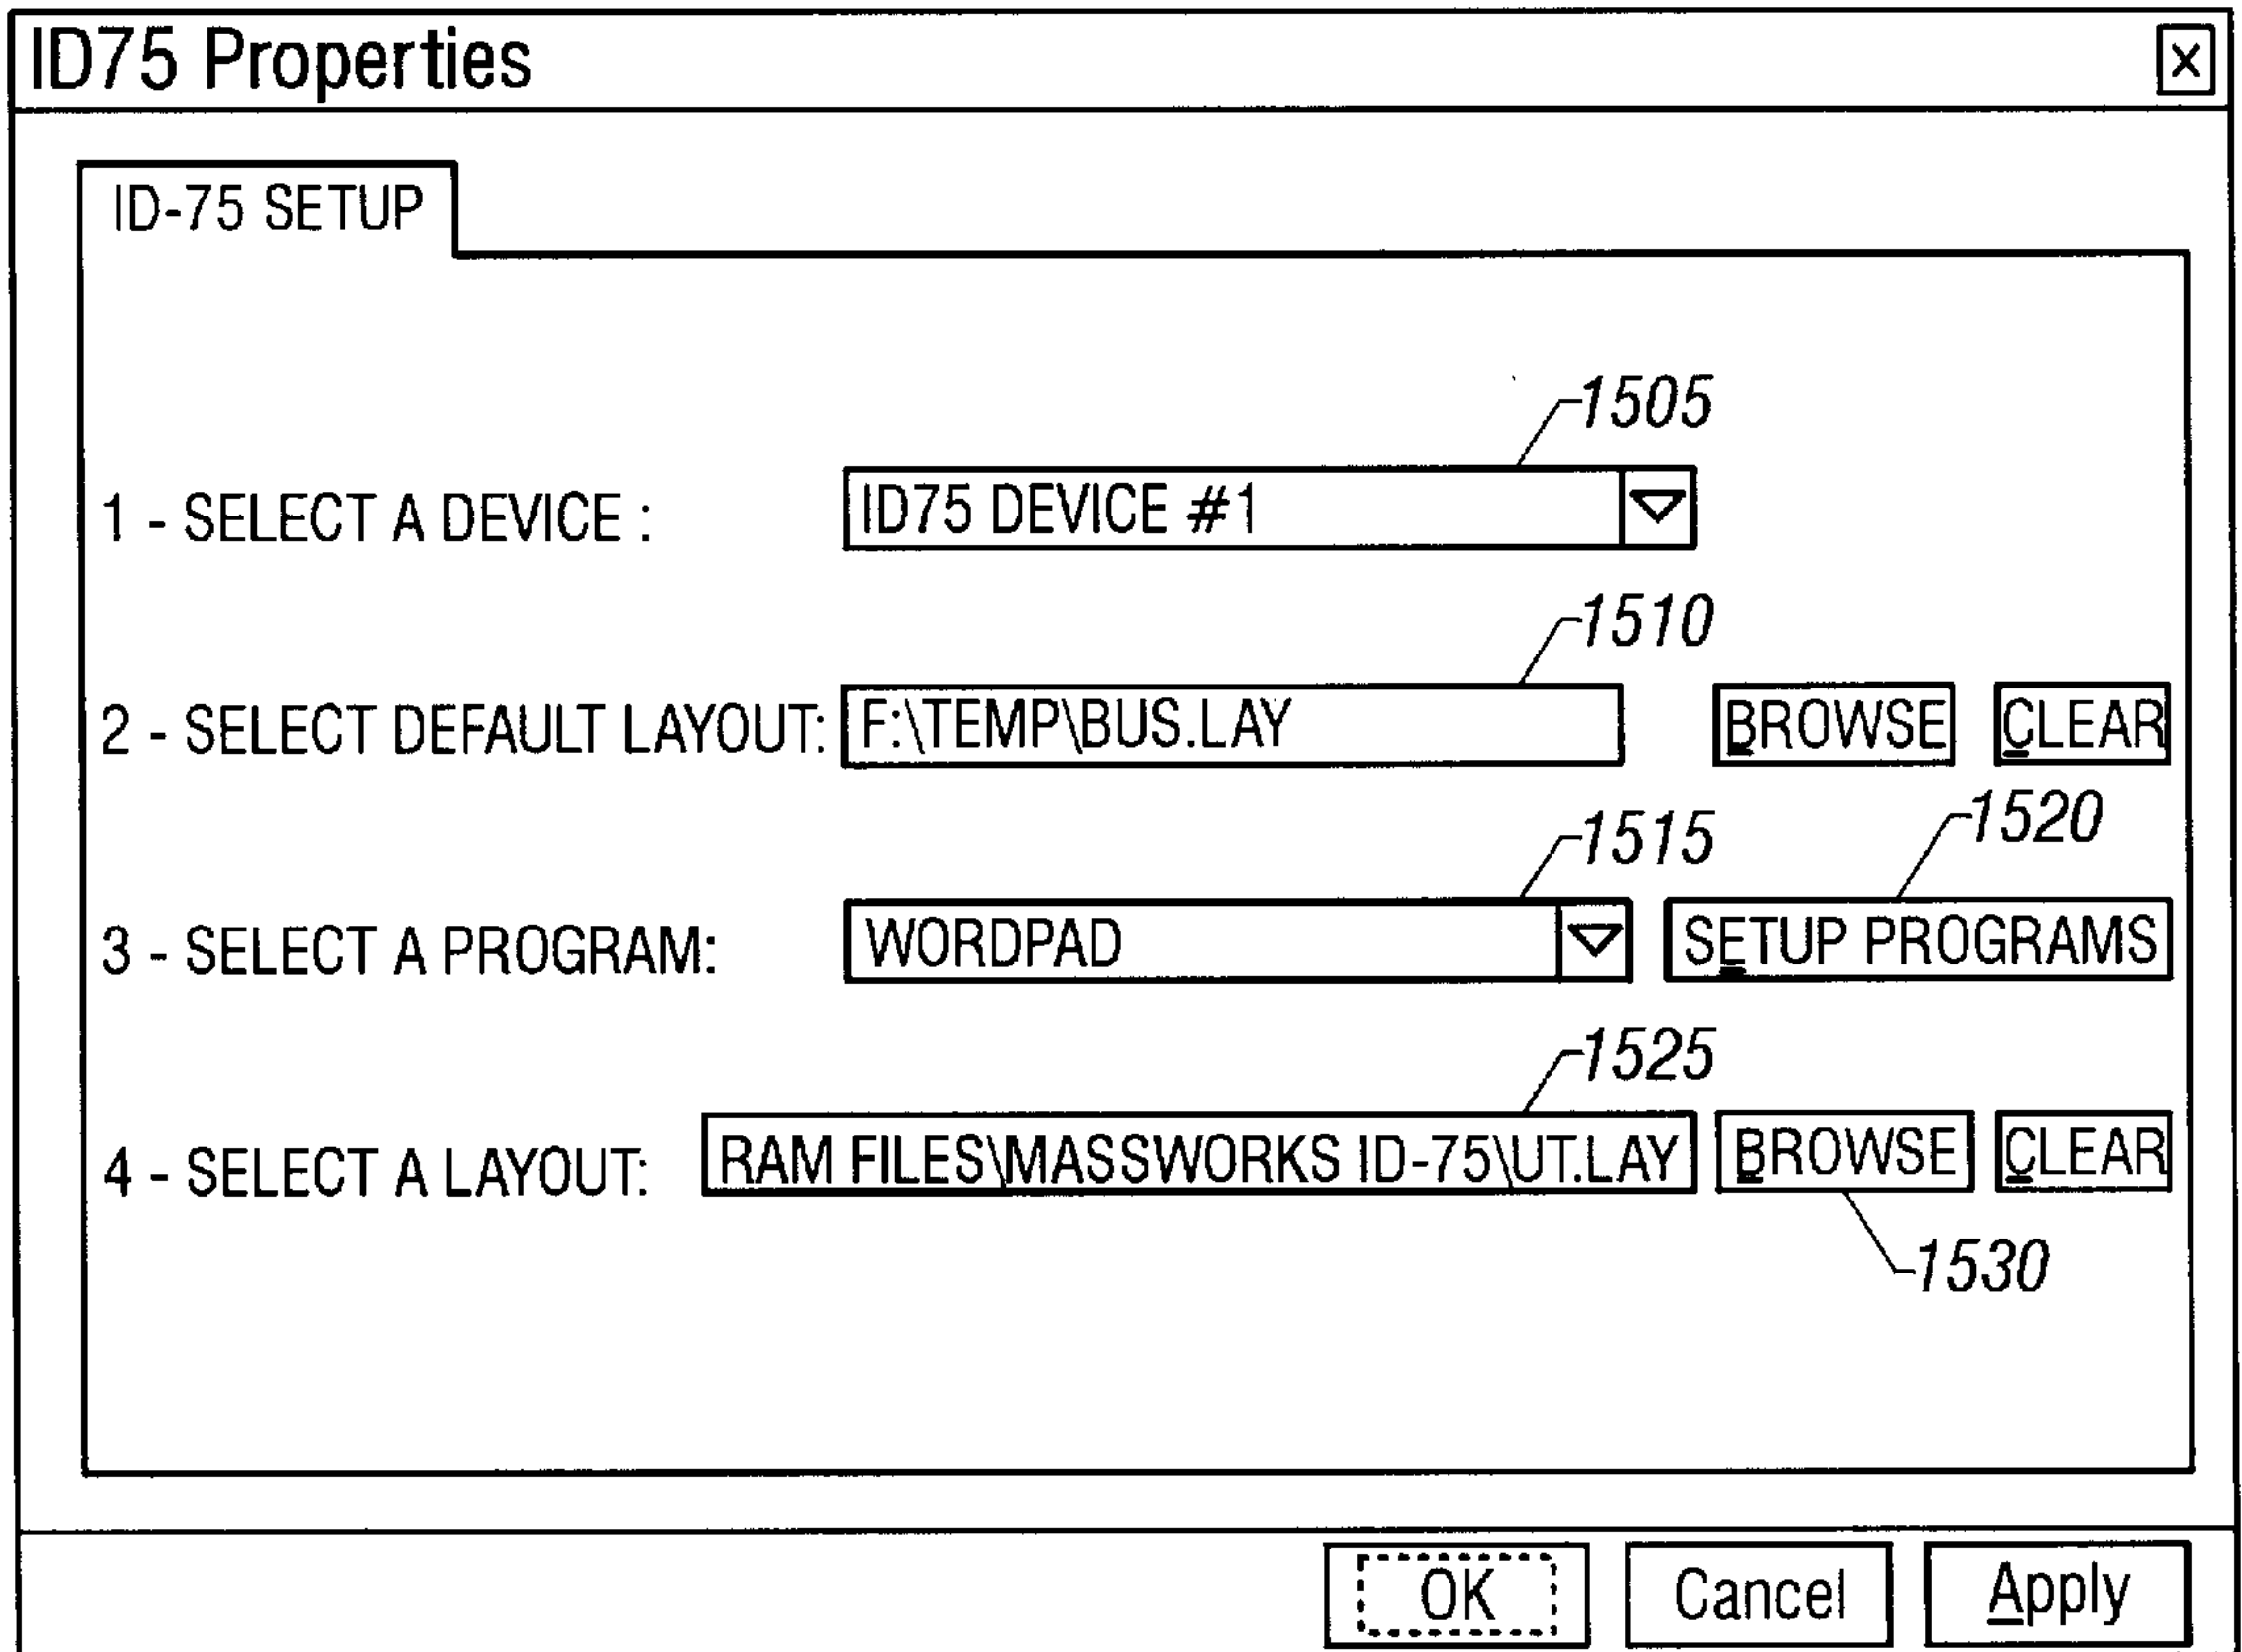 ID75 Properties X
ID-75 SETUP
1505
1 - SELECT A DEVICE : ID75 DEVICE #1
1510
2 - SELECT DEFAULT LAYOUT: F:\TEMP\BUS.LAY BROWSE CLEAR
1515 1520
3 - SELECT A PROGRAM: WORDPAD SETUP PROGRAMS
1525
4 - SELECT A LAYOUT: RAM FILES\MASSWORKS ID-75\UT.LAY BROWSE CLEAR
1530
OK Cancel Apply